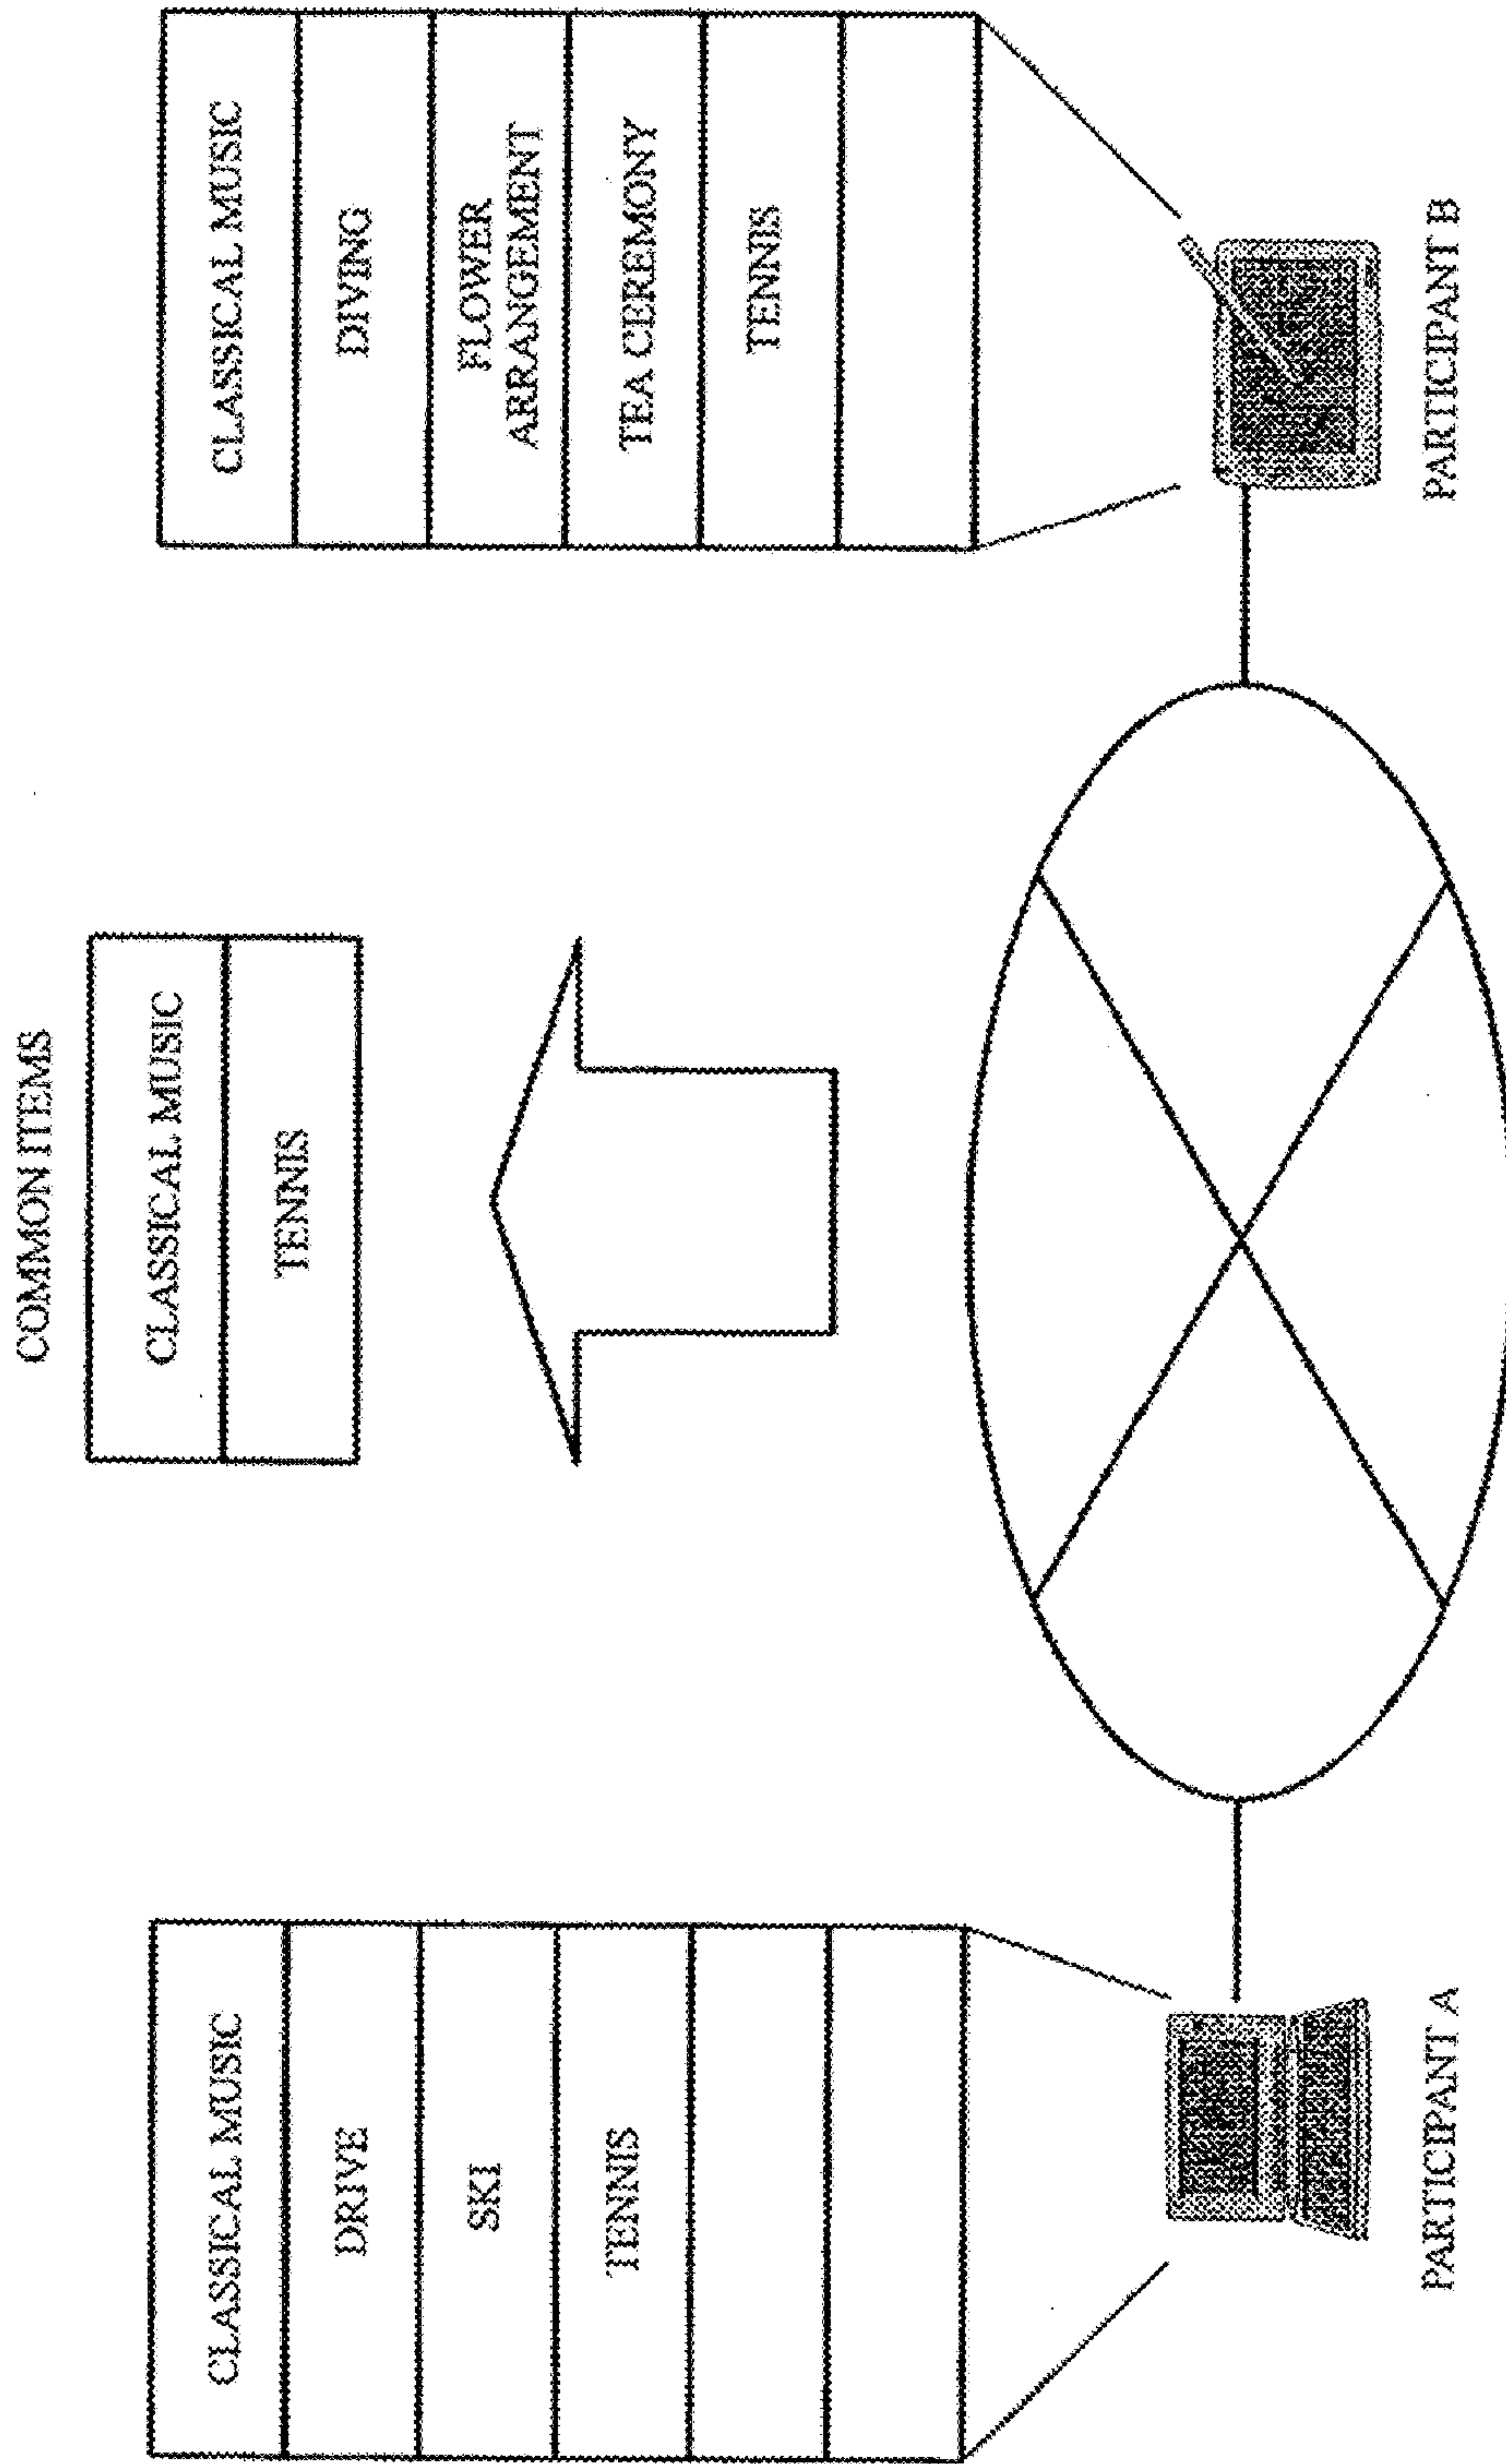 COMMON ITEMS
CLASSICAL MUSIC
TENNIS
CLASSICAL MUSIC
DRIVE
SKI
TENNIS
PARTICIPANT A
CLASSICAL MUSIC
DIVING
FLOWER
ARRANGEMENT
TEA CEREMONY
TENNIS
PARTICIPANT B